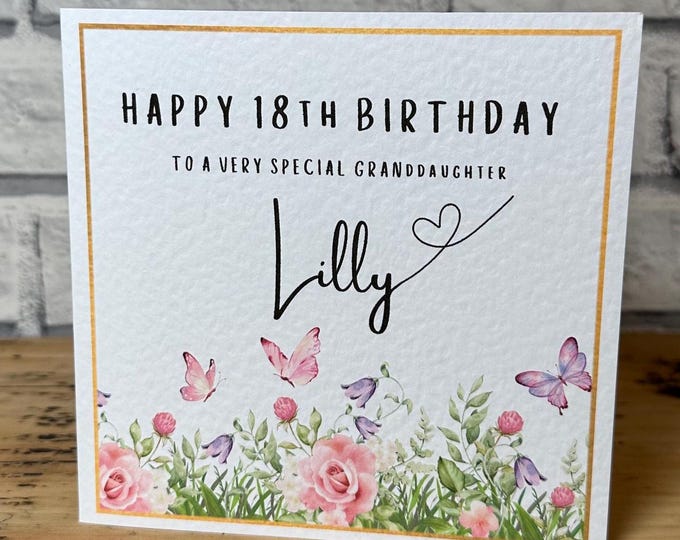 HAPPY 18TH BIRTHDAY
TO A VERY SPECIAL GRANDDAUGHTER
Lilly